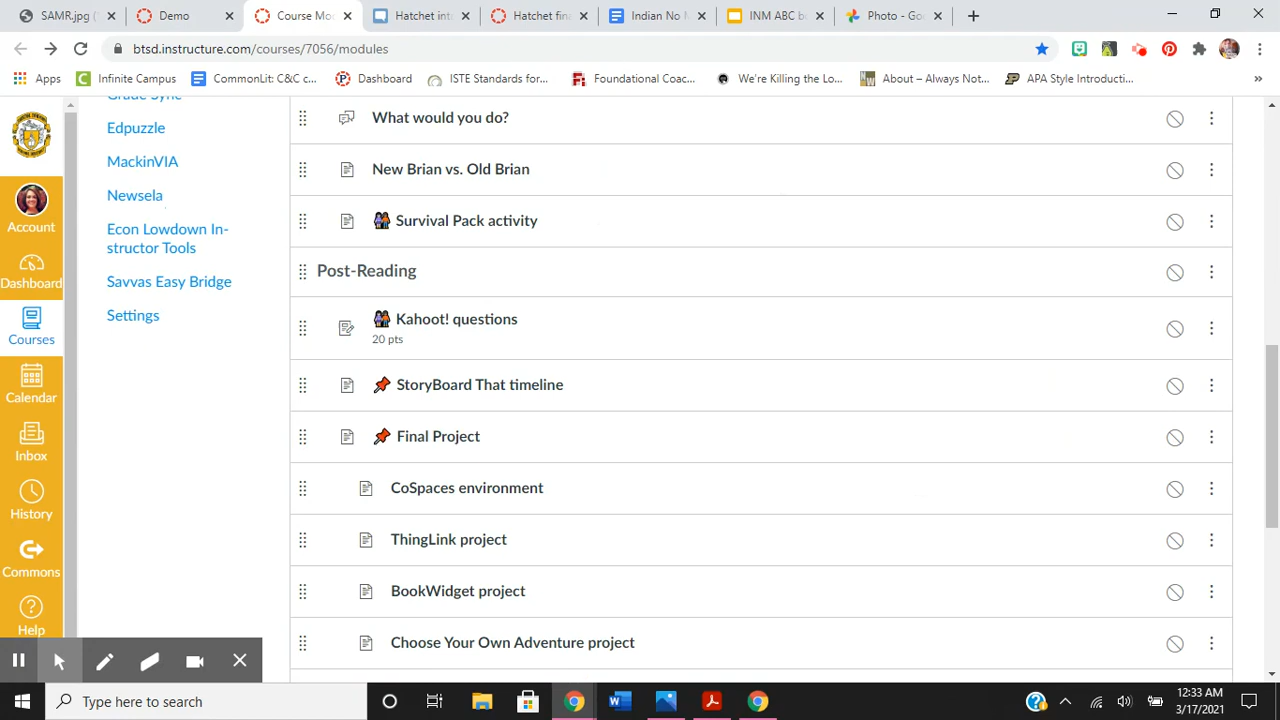 SAMR.jpg (
Demo
Course Mo
Hatchet int
Hatchet fin
Indian No M
INM ABC b
Photo - Goo
btsd.instructure.com/courses/7056/modules
Apps
Infinite Campus
CommonLit: C&C c...
Dashboard
ISTE Standards for...
Foundational Coac...
We're Killing the Lo...
About – Always Not...
APA Style Introducti...
»
Grade Sync
Edpuzzle
MackinVIA
Newsela
Econ Lowdown In-
structor Tools
Savvas Easy Bridge
Settings
Account
Dashboard
Courses
Calendar
Inbox
History
Commons
Help
What would you do?
New Brian vs. Old Brian
Survival Pack activity
Post-Reading
Kahoot! questions
20 pts
StoryBoard That timeline
Final Project
CoSpaces environment
ThingLink project
BookWidget project
Choose Your Own Adventure project
Type here to search
12:33 AM
3/17/2021